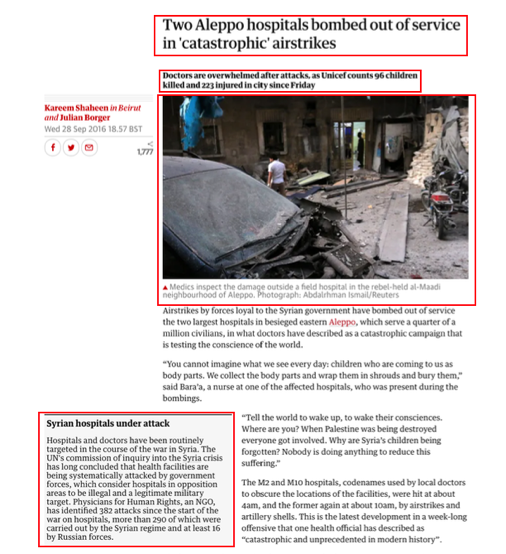 Two Aleppo hospitals bombed out of service
in 'catastrophic' airstrikes
Doctors are overwhelmed after attacks, as Unicef counts 96 children
killed and 223 injured in city since Friday
Kareem Shaheen in Beirut
and Julian Borger
Wed 28 Sep 2016 18.57 BST
1,777
▲ Medics inspect the damage outside a field hospital in the rebel-held al-Maadi
neighbourhood of Aleppo. Photograph: Abdalrhman Ismail/Reuters
Airstrikes by forces loyal to the Syrian government have bombed out of service
the two largest hospitals in besieged eastern Aleppo, which serve a quarter of a
million civilians, in what doctors have described as a catastrophic campaign that
is testing the conscience of the world.
“You cannot imagine what we see every day: children who are coming to us as
body parts. We collect the body parts and wrap them in shrouds and bury them,”
said Bara’a, a nurse at one of the affected hospitals, who was present during the
bombings.
Syrian hospitals under attack
Hospitals and doctors have been routinely
targeted in the course of the war in Syria. The
UN's commission of inquiry into the Syria crisis
has long concluded that health facilities are
being systematically attacked by government
forces, which consider hospitals in opposition
areas to be illegal and a legitimate military
target. Physicians for Human Rights, an NGO,
has identified 382 attacks since the start of the
war on hospitals, more than 290 of which were
carried out by the Syrian regime and at least 16
by Russian forces.
“Tell the world to wake up, to wake their consciences.
Where are you? When Palestine was being destroyed
everyone got involved. Why are Syria’s children being
forgotten? Nobody is doing anything to reduce this
suffering.”
The M2 and M10 hospitals, codenames used by local doctors
to obscure the locations of the facilities, were hit at about
4am, and the former again at about 10am, by airstrikes and
artillery shells. This is the latest development in a week-long
offensive that one health official has described as
“catastrophic and unprecedented in modern history”.